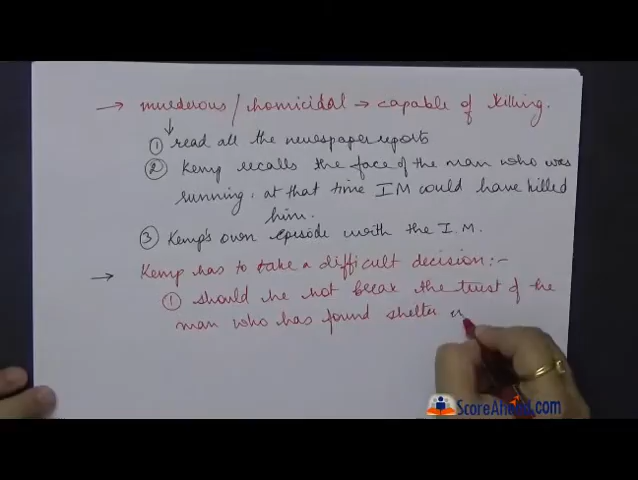 → murderous / homicidal → capable of killing.
① read all the newspaper reports
② Kemp recalls the face of the man who was
running, at that time IM could have killed
him.
③ Kemp's own episode with the I.M.
→ Kemp has to take a difficult decision:-
① should he not break the trust of the
man who has found shelter
ScoreAhead.com